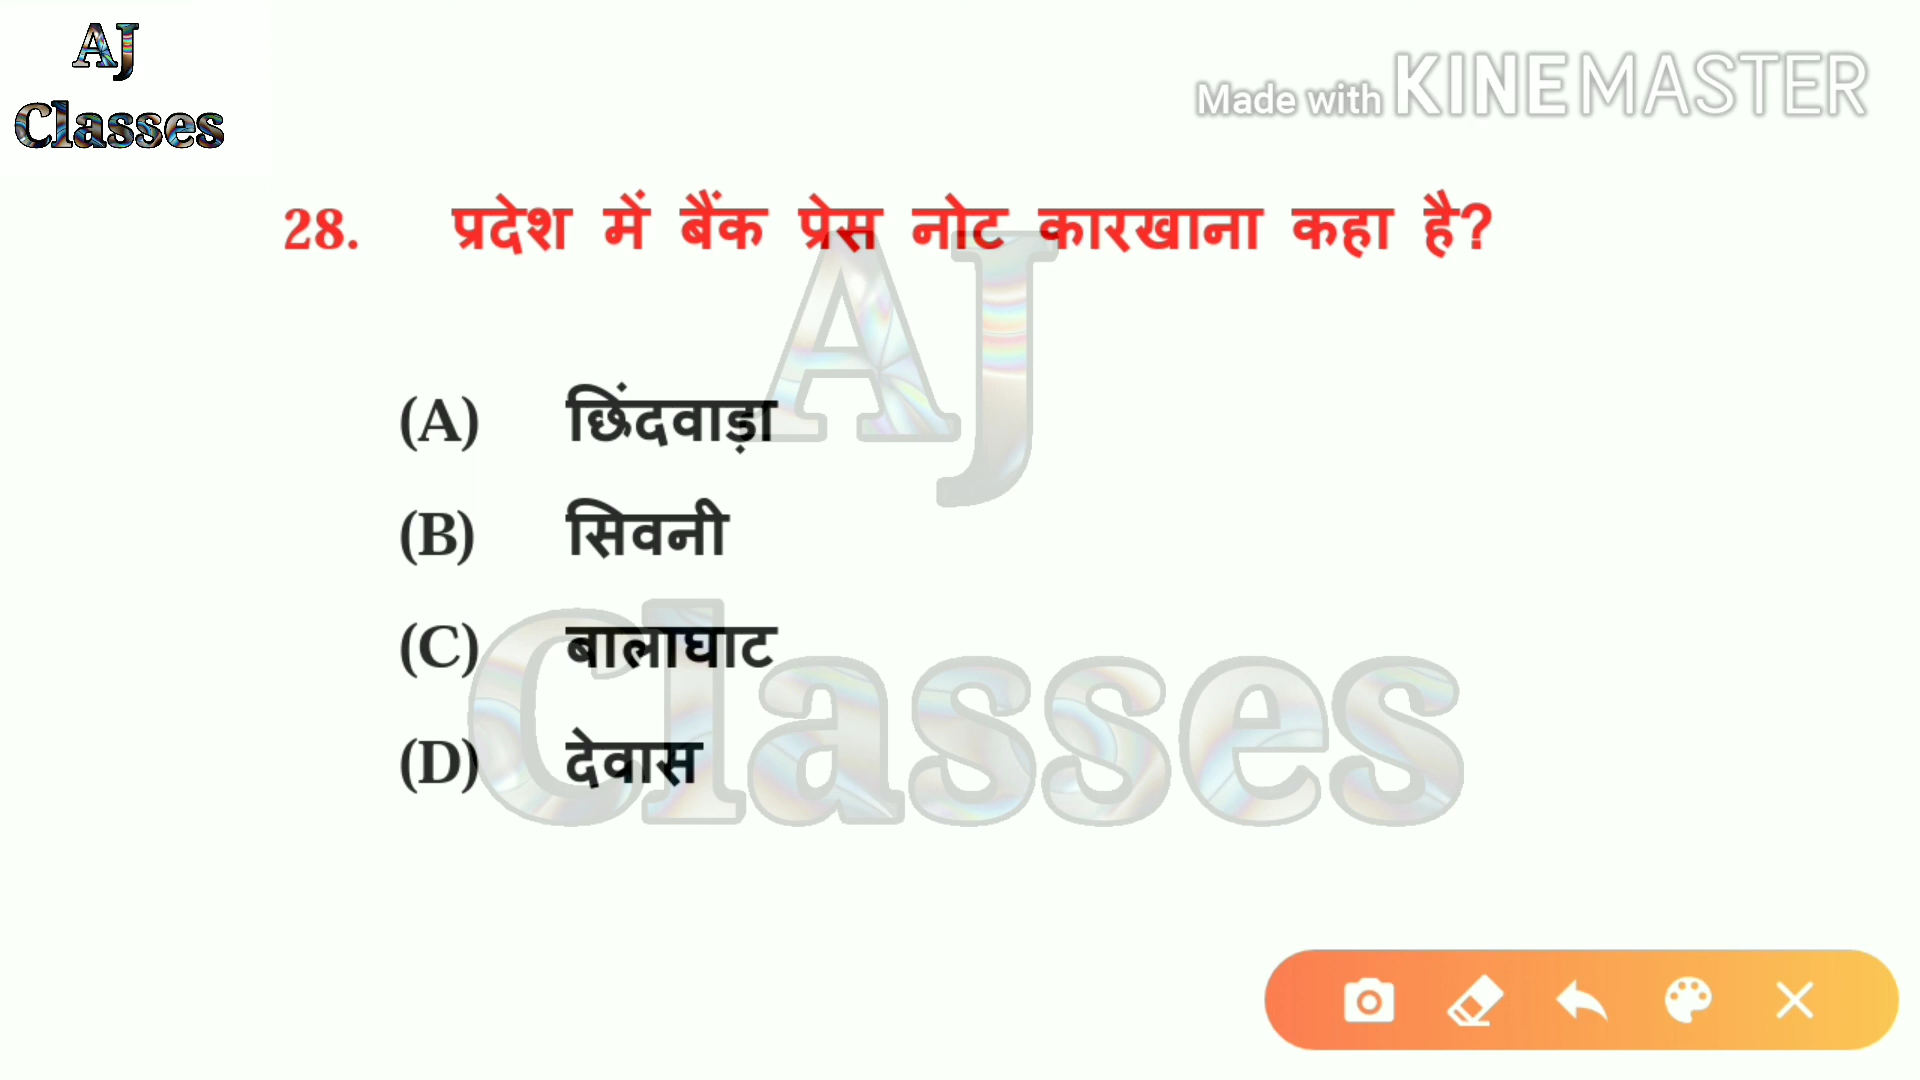 AJ
Classes
Made with KINEMASTER
28. प्रदेश में बैंक प्रेस नोट कारखाना कहा है?
(A) छिंदवाड़ा
(B) सिवनी
(C) बालाघाट
(D) देवास
AJ
Classes